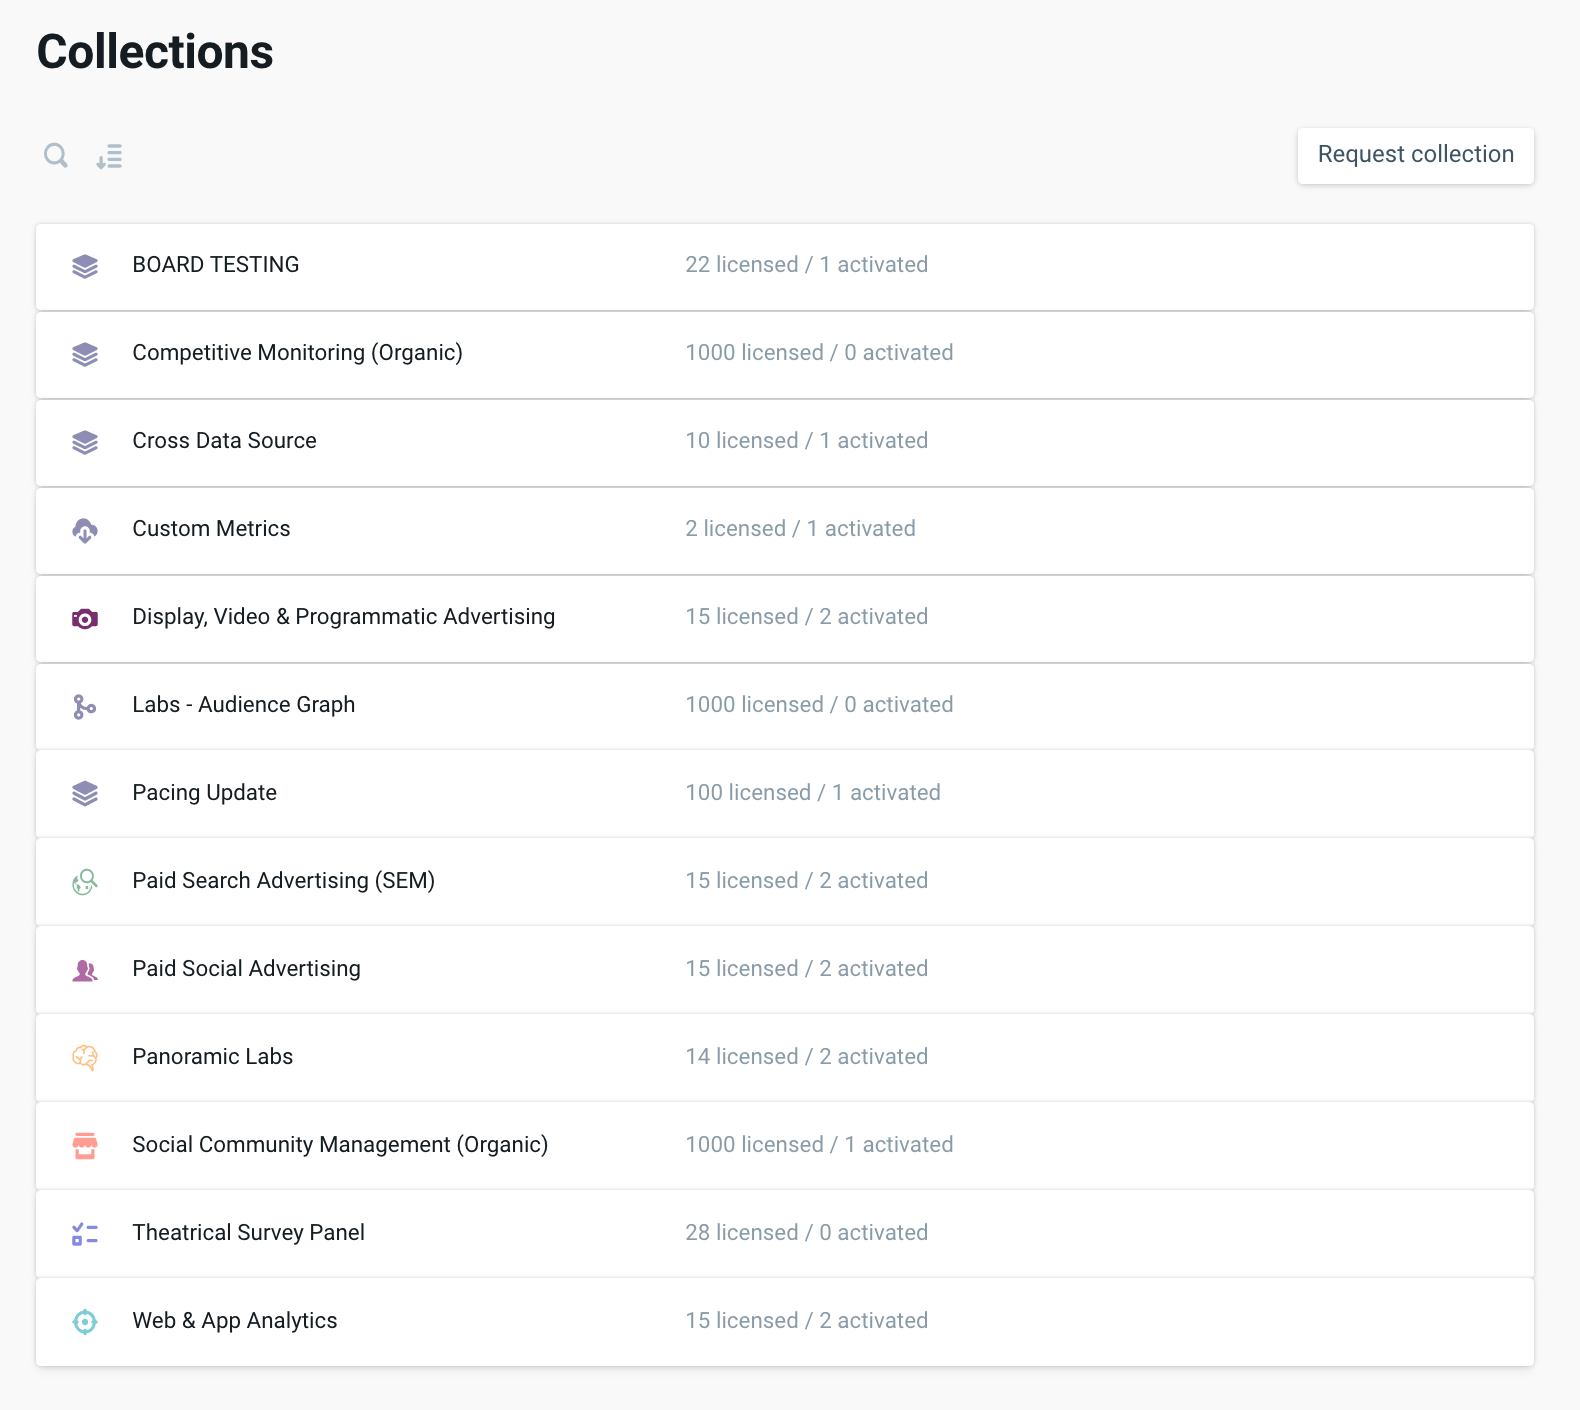 Collections
Request collection
BOARD TESTING 22 licensed / 1 activated
Competitive Monitoring (Organic) 1000 licensed / 0 activated
Cross Data Source 10 licensed / 1 activated
Custom Metrics 2 licensed / 1 activated
Display, Video & Programmatic Advertising 15 licensed / 2 activated
Labs - Audience Graph 1000 licensed / 0 activated
Pacing Update 100 licensed / 1 activated
Paid Search Advertising (SEM) 15 licensed / 2 activated
Paid Social Advertising 15 licensed / 2 activated
Panoramic Labs 14 licensed / 2 activated
Social Community Management (Organic) 1000 licensed / 1 activated
Theatrical Survey Panel 28 licensed / 0 activated
Web & App Analytics 15 licensed / 2 activated